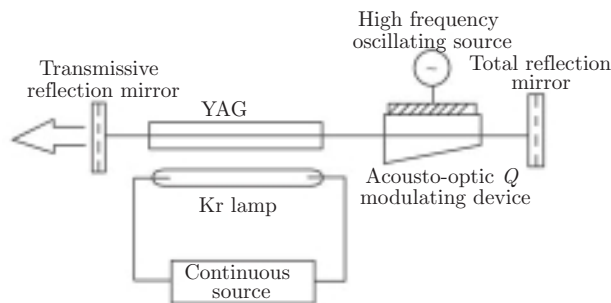 High frequency
oscillating source
~
Transmissive
reflection mirror
Total reflection
mirror
YAG
Acousto-optic Q
modulating device
Kr lamp
Continuous
source